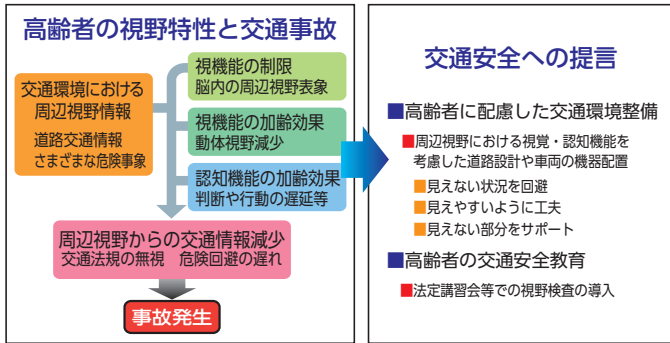 高齢者の視野特性と交通事故
交通環境における
周辺視野情報
道路交通情報
さまざまな危険事象
視機能の制限
脳内の周辺視野表象
視機能の加齢効果
動体視野減少
認知機能の加齢効果
判断や行動の遅延等
周辺視野からの交通情報減少
交通法規の無視　危険回避の遅れ
事故発生
交通安全への提言
■高齢者に配慮した交通環境整備
■周辺視野における視覚・認知機能を
考慮した道路設計や車両の機器配置
■見えない状況を回避
■見えやすいように工夫
■見えない部分をサポート
■高齢者の交通安全教育
■法定講習会等での視野検査の導入